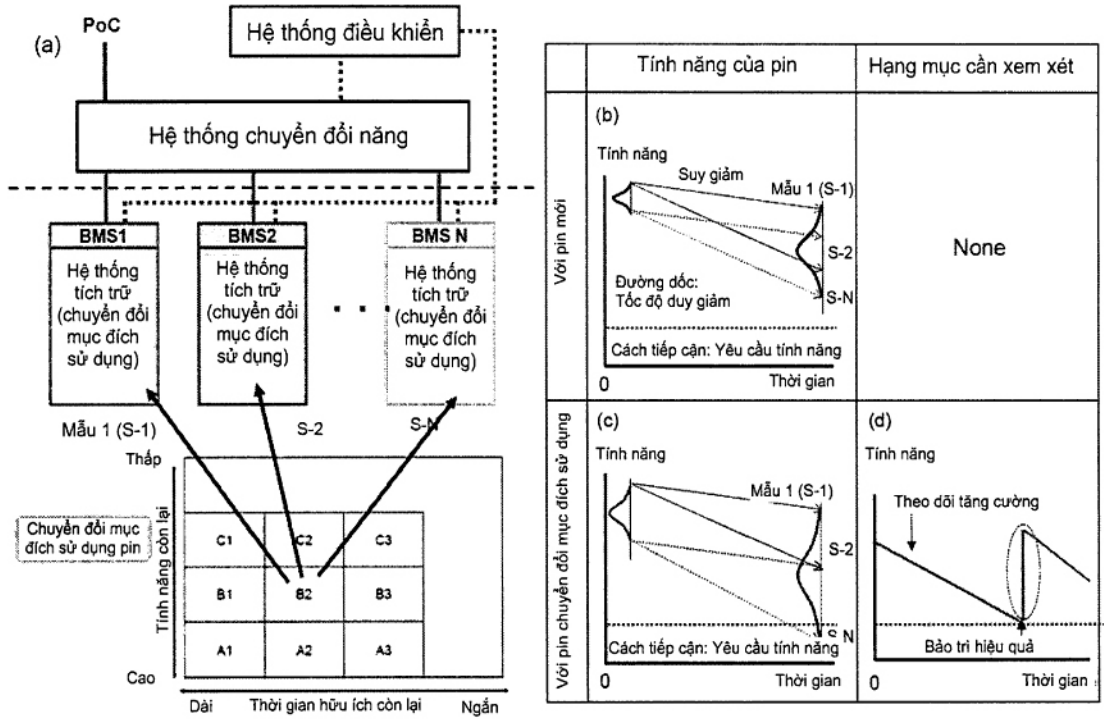 (a)
PoC
Hệ thống điều khiển
Hệ thống chuyển đổi năng
BMS1
BMS2
BMS N
Hệ thống
tích trữ
(chuyển đổi
mục đích
sử dụng)
Hệ thống
tích trữ
(chuyển đổi
mục đích
sử dụng)
Hệ thống
tích trữ
(chuyển đổi
mục đích
sử dụng)
Mẫu 1 (S-1)
S-2
S-N
Thấp
Chuyển đổi mục
đích sử dụng pin
Tính năng còn lại
C1
C2
C3
B1
B2
B3
A1
A2
A3
Cao
Dài
Thời gian hữu ích còn lại
Ngắn
Tính năng của pin
Hạng mục cần xem xét
Với pin mới
(b)
Tính năng
Suy giảm
Mẫu 1 (S-1)
S-2
S-N
Đường dốc:
Tốc độ duy giảm
Cách tiếp cận: Yêu cầu tính năng
0
Thời gian
None
Với pin chuyển đổi mục đích sử dụng
(c)
Tính năng
Mẫu 1 (S-1)
S-2
S-N
Cách tiếp cận: Yêu cầu tính năng
0
Thời gian
(d)
Tính năng
Theo dõi tăng cường
Bảo trì hiệu quả
0
Thời gian